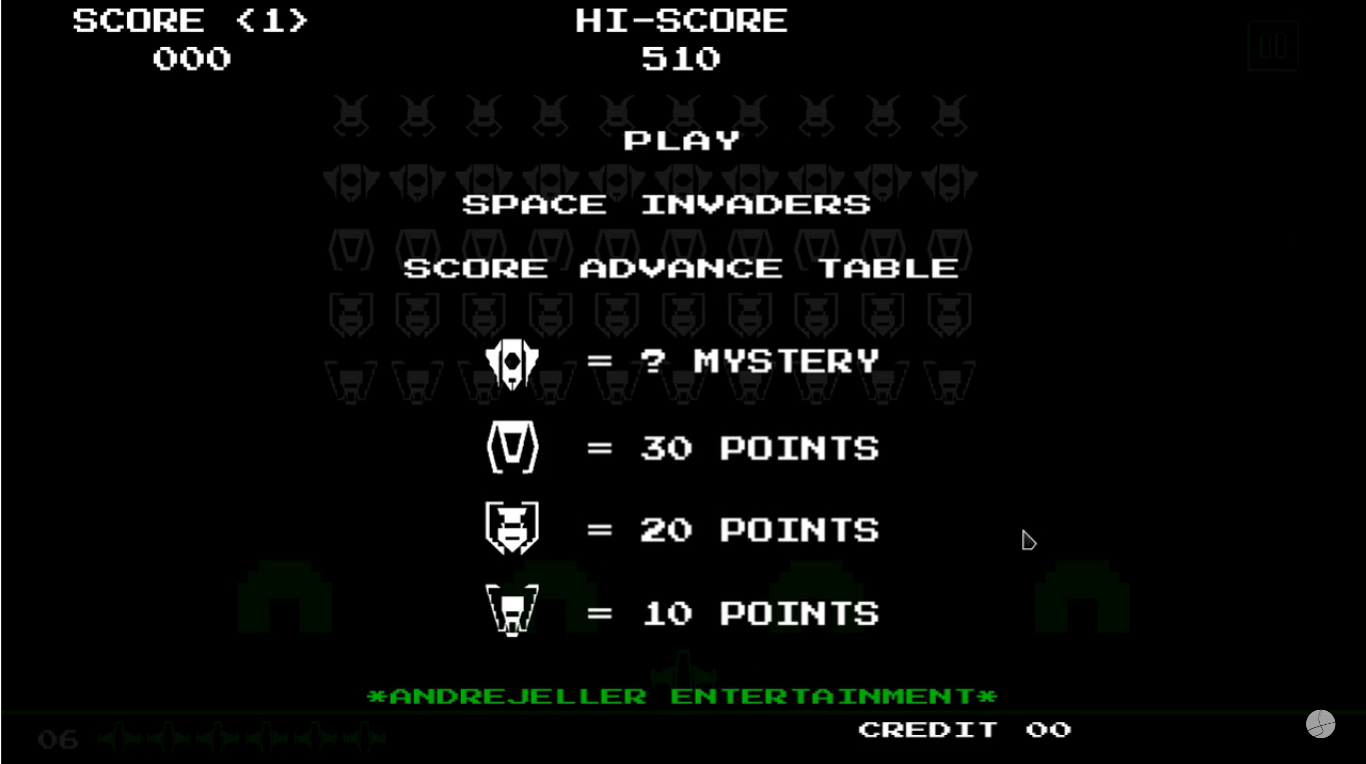 SCORE <1> HI-SCORE
000 510
PLAY
SPACE INVADERS
SCORE ADVANCE TABLE
= ? MYSTERY
= 30 POINTS
= 20 POINTS
= 10 POINTS
*ANDREJELLER ENTERTAINMENT*
06 CREDIT 00